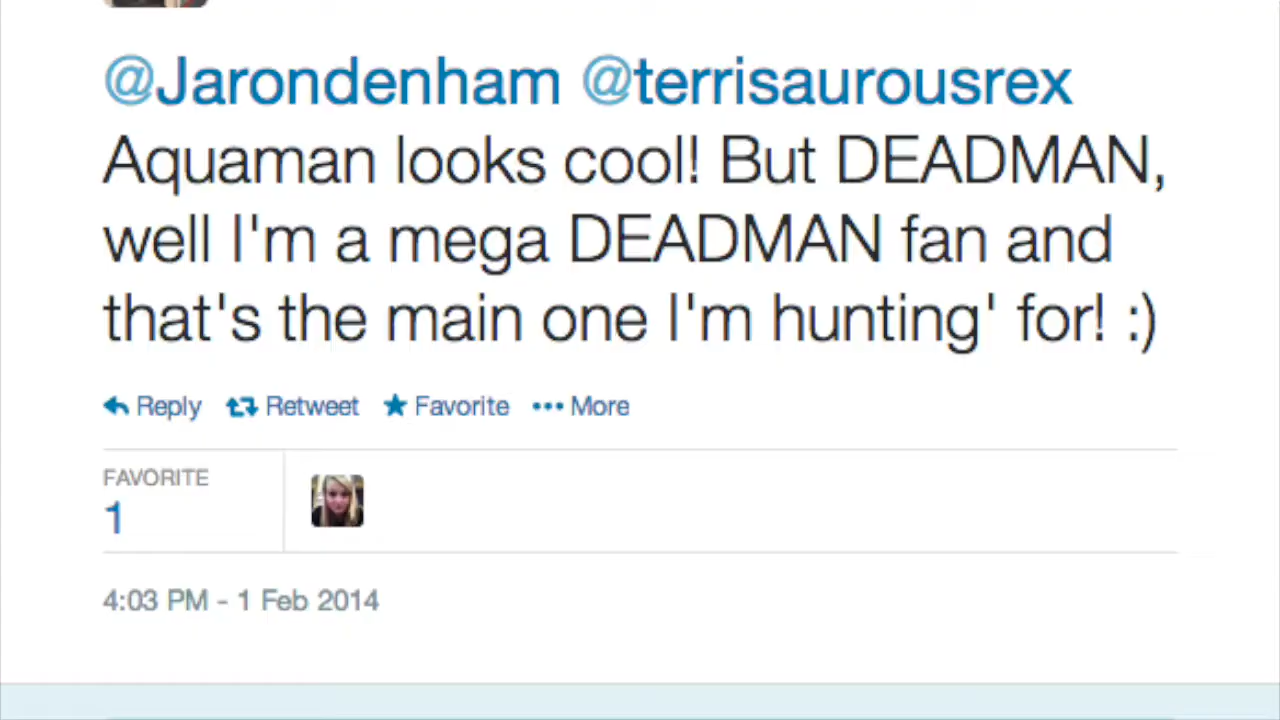 @Jarondenham @terrisaurousrex
Aquaman looks cool! But DEADMAN,
well I'm a mega DEADMAN fan and
that's the main one I'm hunting' for! :)
Reply Retweet Favorite More
FAVORITE
1
4:03 PM - 1 Feb 2014